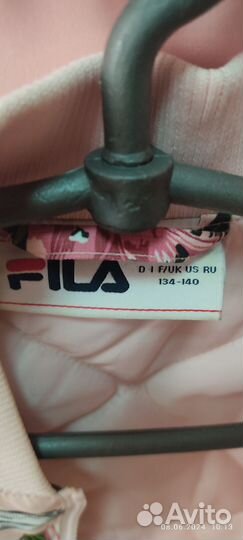 FILA
D I F/UK US RU
134-140
08.06.2024 10:13
Avito